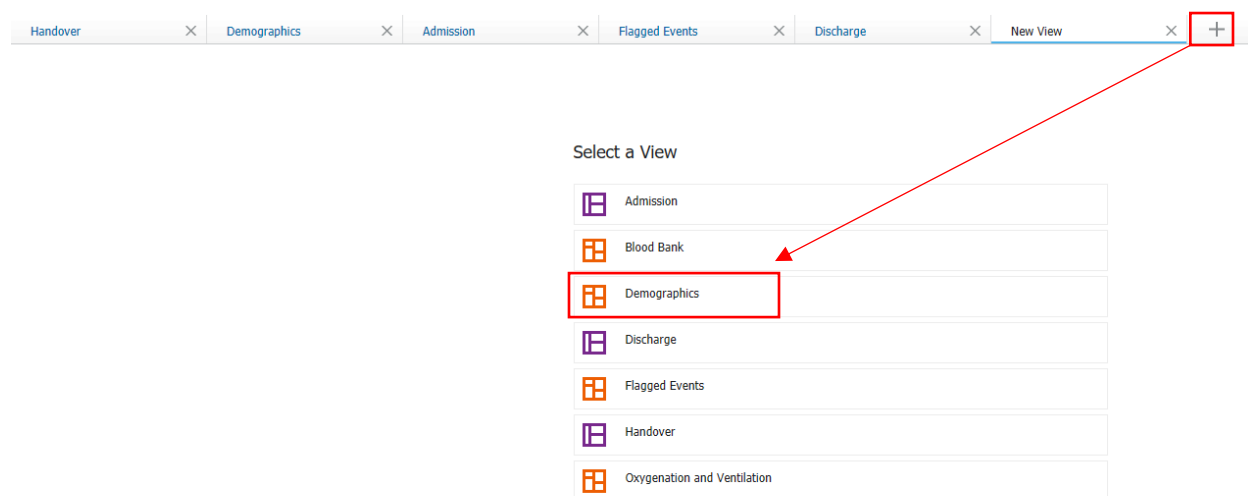 Handover Demographics Admission Flagged Events Discharge New View
Select a View
Admission
Blood Bank
Demographics
Discharge
Flagged Events
Handover
Oxygenation and Ventilation